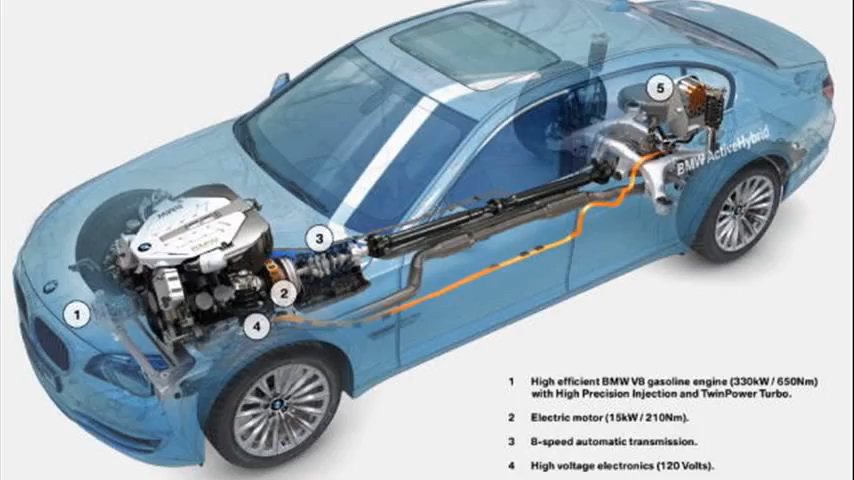 5
BMW ActiveHybrid
3
2
1
4
1 High efficient BMW V8 gasoline engine (330kW / 650Nm)
with High Precision Injection and TwinPower Turbo.
2 Electric motor (15kW / 210Nm).
3 8-speed automatic transmission.
4 High voltage electronics (120 Volts).